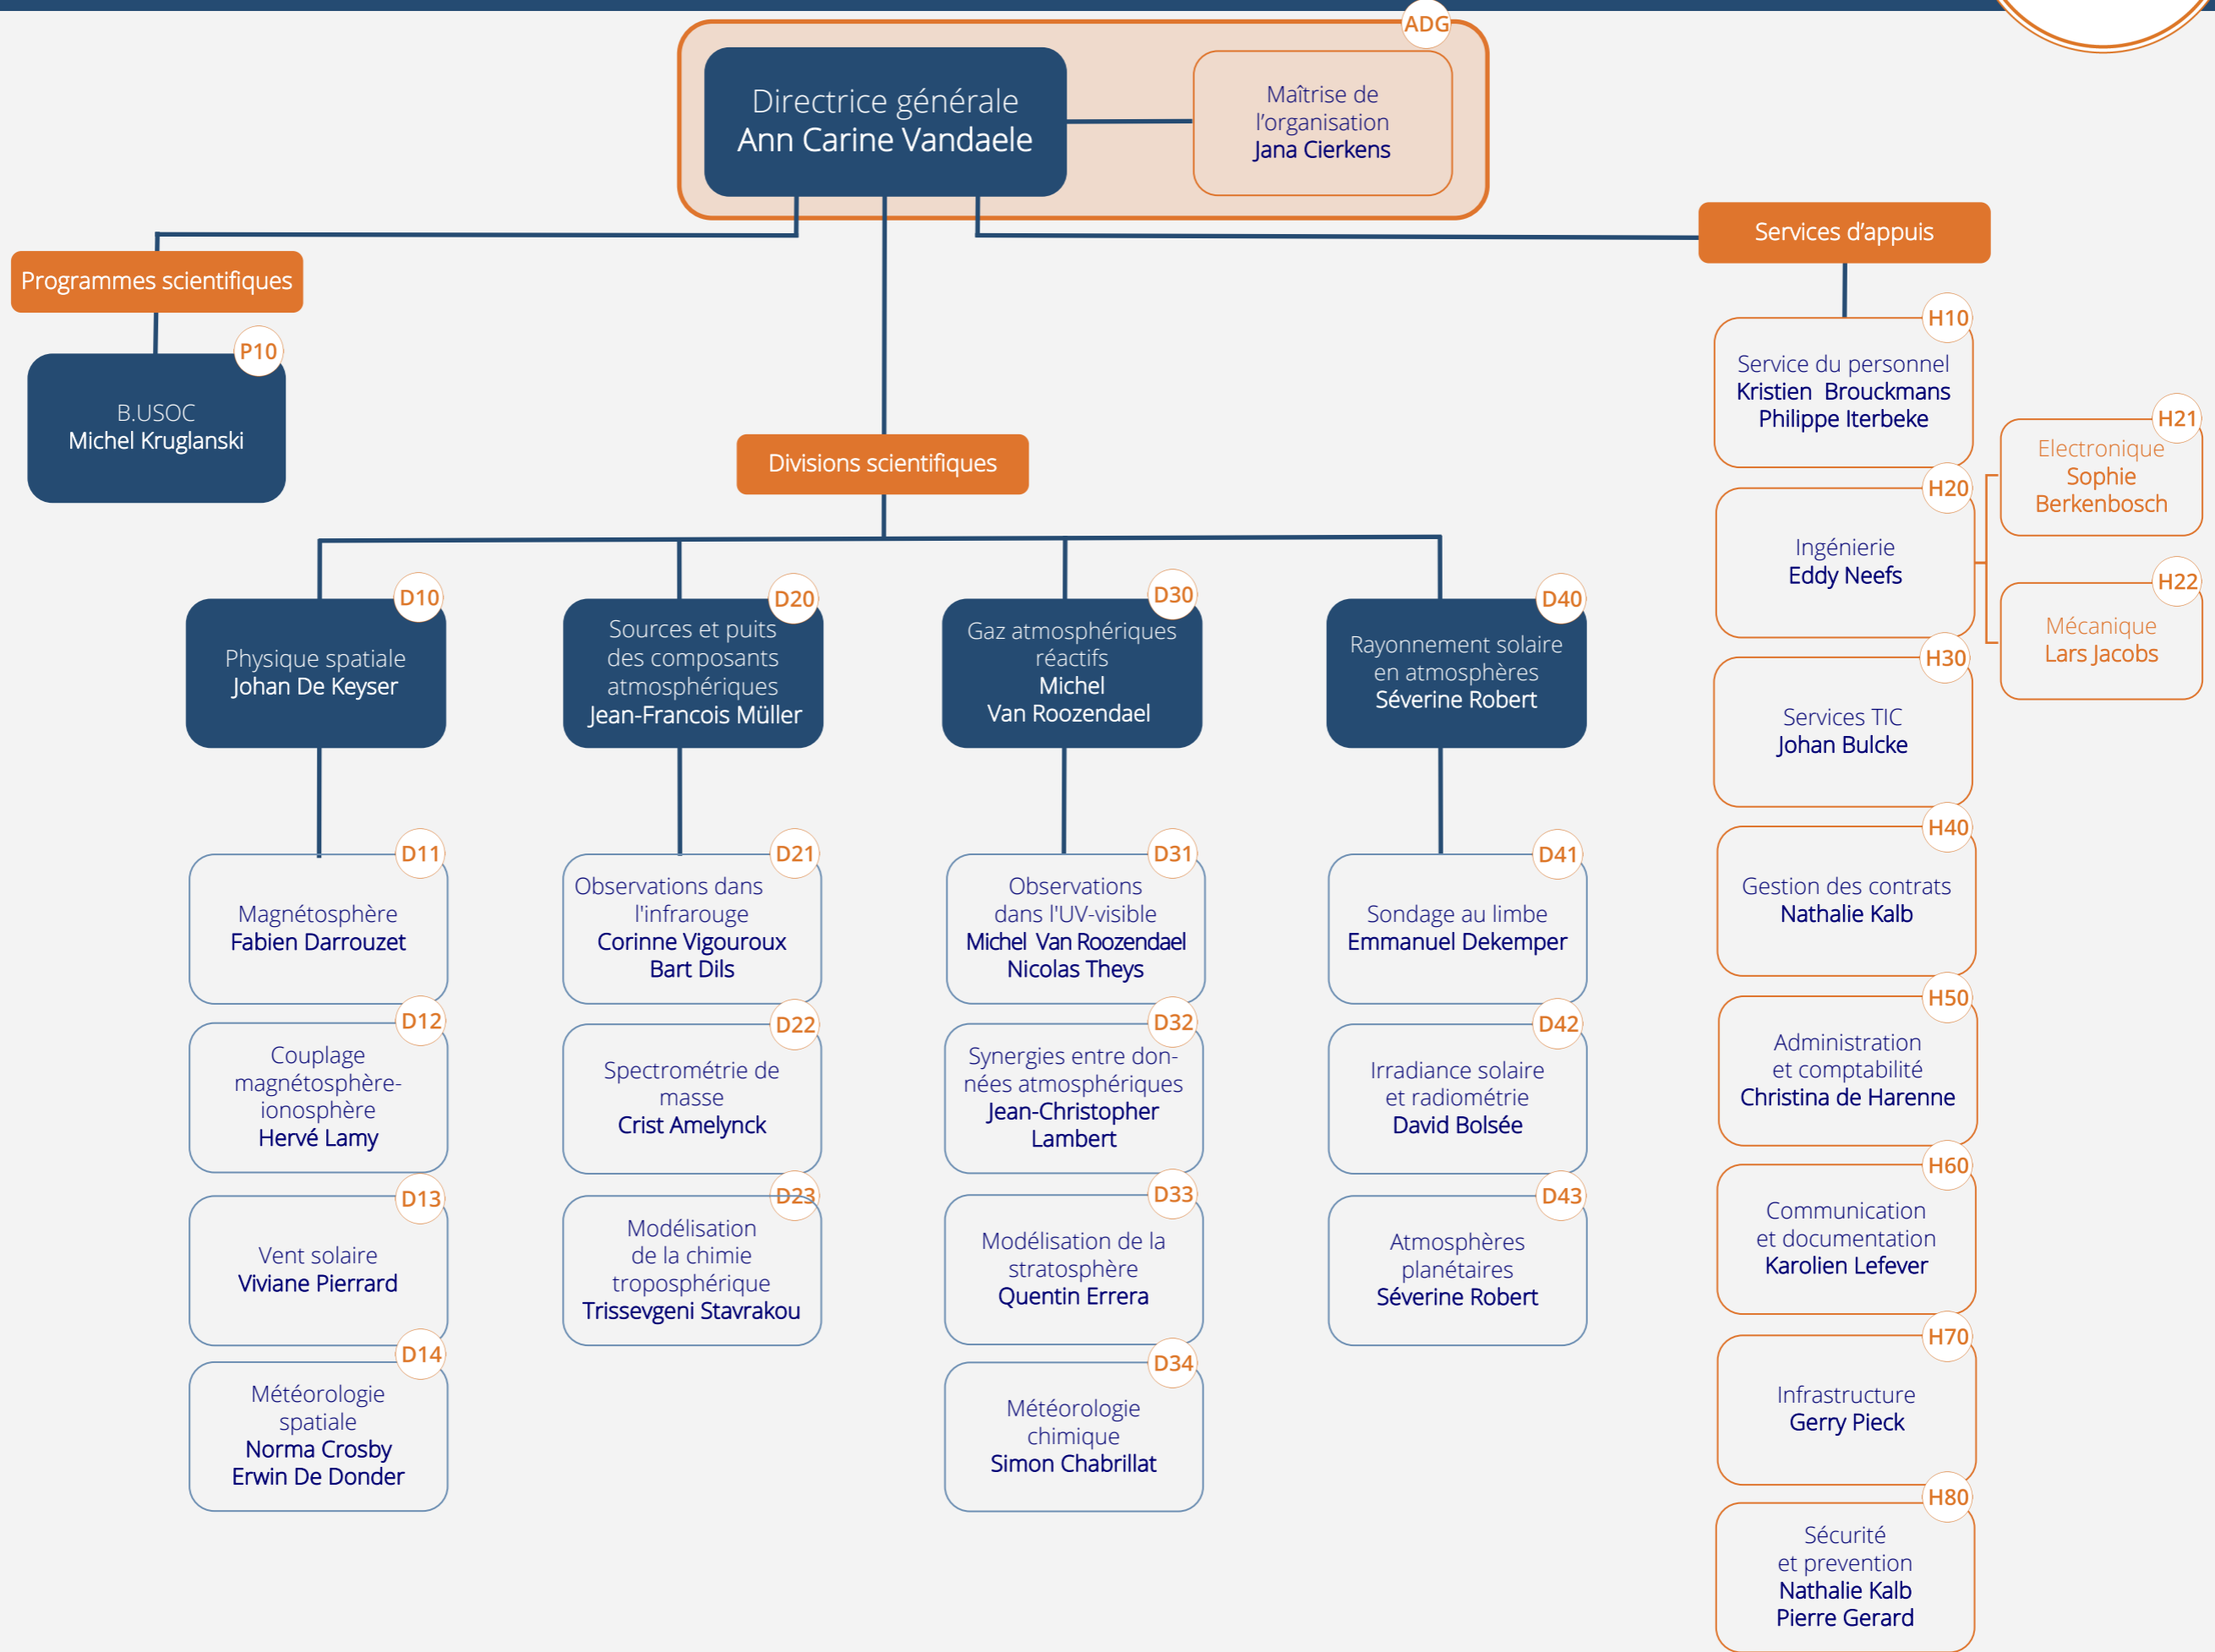 ADG
Directrice générale
Ann Carine Vandaele
Maîtrise de
l’organisation
Jana Cierkens
Programmes scientifiques
P10
B.USOC
Michel Kruglanski
Divisions scientifiques
D10
Physique spatiale
Johan De Keyser
D11
Magnétosphère
Fabien Darrouzet
D12
Couplage
magnétosphère-
ionosphère
Hervé Lamy
D13
Vent solaire
Viviane Pierrard
D14
Météorologie
spatiale
Norma Crosby
Erwin De Donder
D20
Sources et puits
des composants
atmosphériques
Jean-Francois Müller
D21
Observations dans
l'infrarouge
Corinne Vigouroux
Bart Dils
D22
Spectrométrie de
masse
Crist Amelynck
D23
Modélisation
de la chimie
troposphérique
Trissevgeni Stavrakou
D30
Gaz atmosphériques
réactifs
Michel
Van Roozendael
D31
Observations
dans l'UV-visible
Michel Van Roozendael
Nicolas Theys
D32
Synergies entre don-
nées atmosphériques
Jean-Christopher
Lambert
D33
Modélisation de la
stratosphère
Quentin Errera
D34
Météorologie
chimique
Simon Chabrillat
D40
Rayonnement solaire
en atmosphères
Séverine Robert
D41
Sondage au limbe
Emmanuel Dekemper
D42
Irradiance solaire
et radiométrie
David Bolsée
D43
Atmosphères
planétaires
Séverine Robert
Services d’appuis
H10
Service du personnel
Kristien Brouckmans
Philippe Iterbeke
H20
Ingénierie
Eddy Neefs
H21
Electronique
Sophie
Berkenbosch
H22
Mécanique
Lars Jacobs
H30
Services TIC
Johan Bulcke
H40
Gestion des contrats
Nathalie Kalb
H50
Administration
et comptabilité
Christina de Harenne
H60
Communication
et documentation
Karolien Lefever
H70
Infrastructure
Gerry Pieck
H80
Sécurité
et prevention
Nathalie Kalb
Pierre Gerard